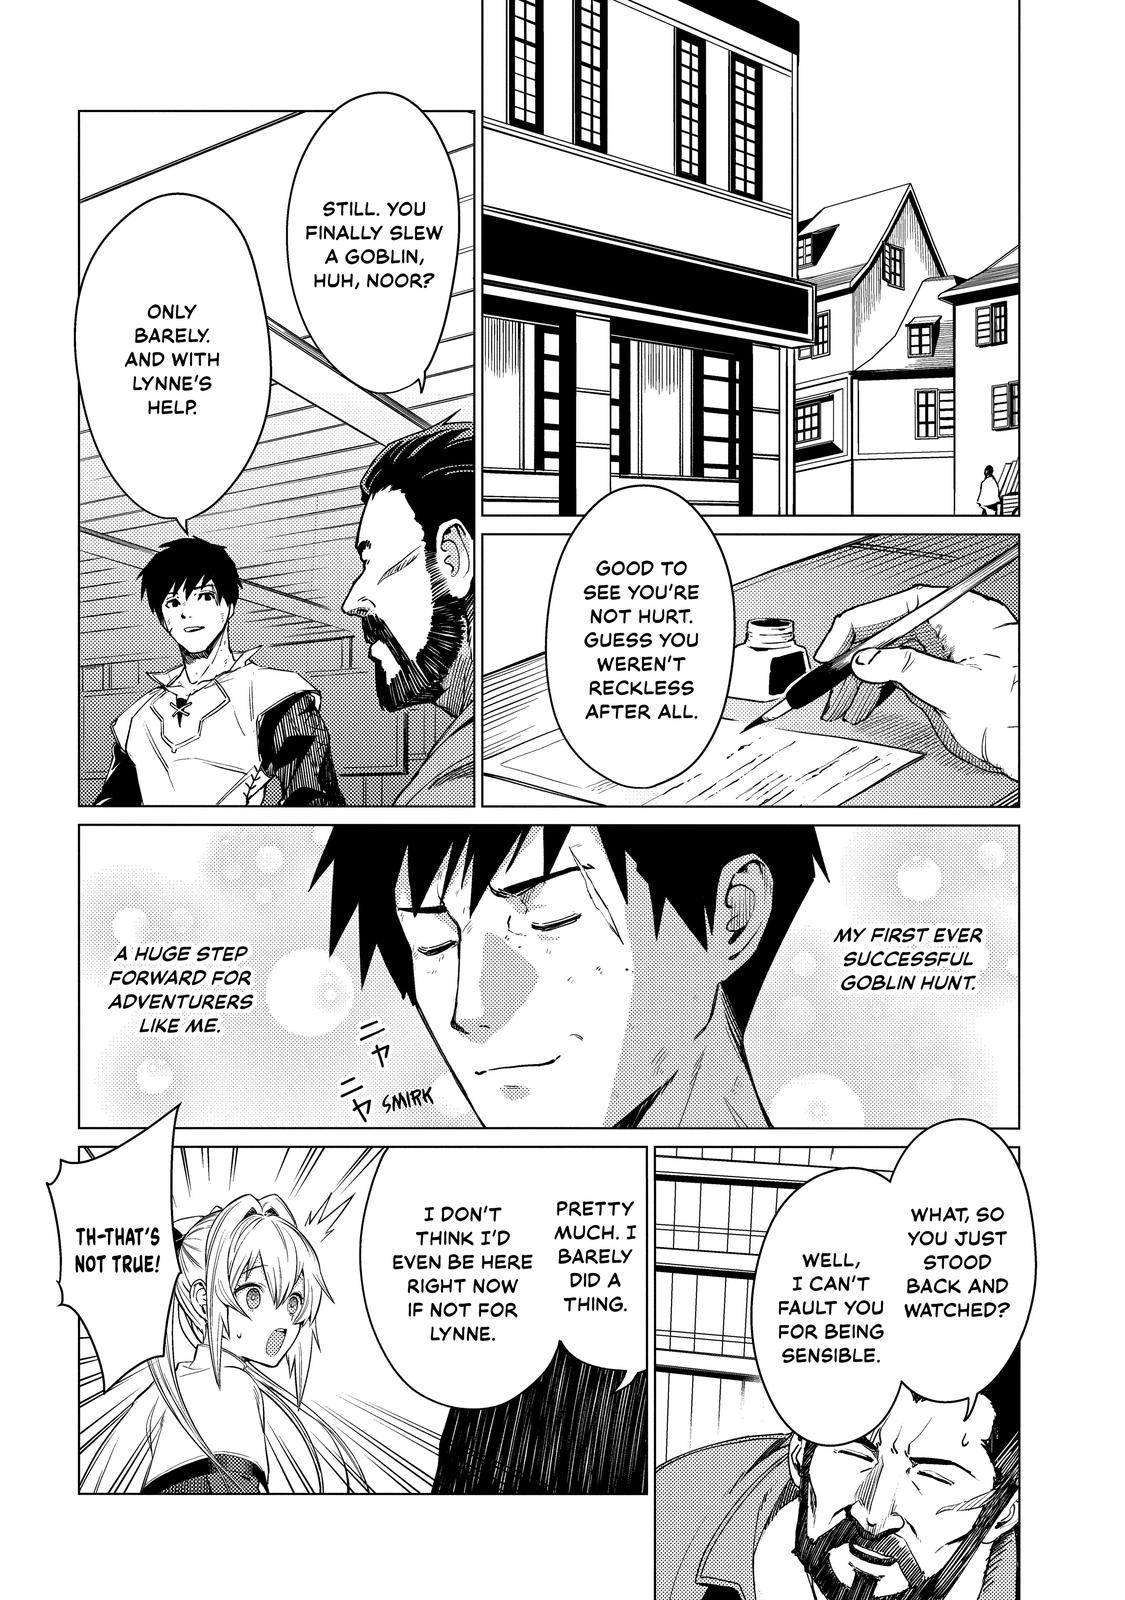 GOOD TO
SEE YOU'RE
NOT HURT.
GUESS YOU
WEREN'T
RECKLESS
AFTER ALL.
STILL. YOU
FINALLY SLEW
A GOBLIN,
HUH, NOOR?
ONLY
BARELY.
AND WITH
LYNNE'S
HELP.
MY FIRST EVER
SUCCESSFUL
GOBLIN HUNT.
A HUGE STEP
FORWARD FOR
ADVENTURERS
LIKE ME.
ニヤ
ニヤ
SMIRK
WHAT, SO
YOU JUST
STOOD
BACK AND
WATCHED?
WELL,
I CAN'T
FAULT YOU
FOR BEING
SENSIBLE.
PRETTY
MUCH. I
BARELY
DID A
THING.
I DON'T
THINK I'D
EVEN BE HERE
RIGHT NOW
IF NOT FOR
LYNNE.
TH-THAT'S
NOT TRUE!